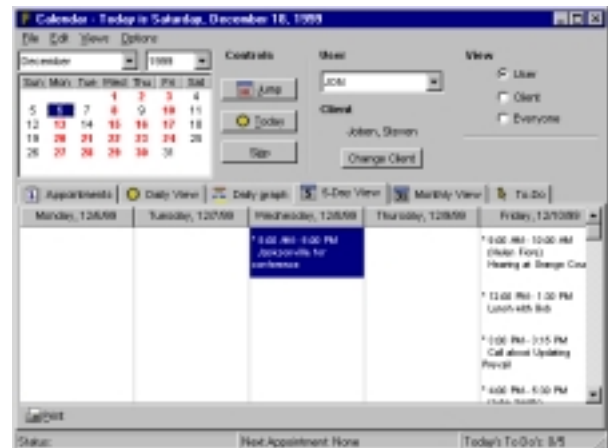 Calendar - Today is Saturday, December 18, 1999
File Edit Views Options
December 1999
Sun Mon Tue Wed Thu Fri Sat
1 2 3 4
5 6 7 8 9 10 11
12 13 14 15 16 17 18
19 20 21 22 23 24 25
26 27 28 29 30 31
Controls
Jump
Today
User
JON
Client
Steven
Change Client
View
User
Client
Everyone
Appointments Daily View Daily graph 5-Day View Monthly View To Do
Monday, 12/6/99 Tuesday, 12/7/99 Wednesday, 12/8/99 Thursday, 12/9/99 Friday, 12/10/99
* 8:00 AM - 8:00 PM
Jacksonville for
conference
* 9:00 AM - 10:00 AM
Hearing at Orange Cou
* 12:00 PM - 1:00 PM
Lunch with Bob
* 3:00 PM - 3:15 PM
Call about Updating
Prevail
* 4:00 PM - 5:30 PM
Print
Status: Next Appointment: None Today's To Do's: 0/5